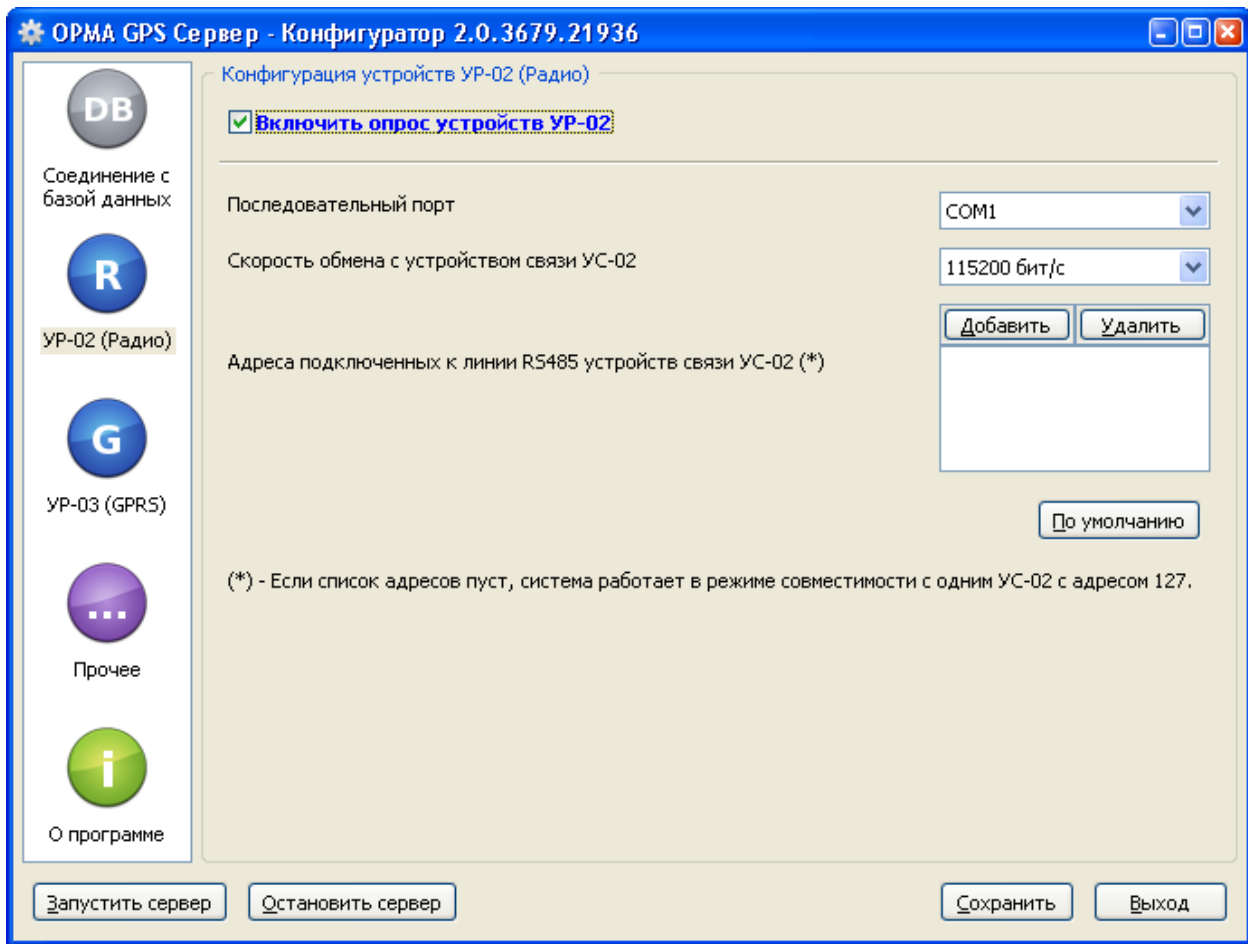 ОРМА GPS Сервер - Конфигуратор 2.0.3679.21936
DB
Соединение с
базой данных
R
УР-02 (Радио)
G
УР-03 (GPRS)
...
Прочее
i
О программе
Конфигурация устройств УР-02 (Радио)
Включить опрос устройств УР-02
Последовательный порт
COM1
Скорость обмена с устройством связи УС-02
115200 бит/с
Добавить Удалить
Адреса подключенных к линии RS485 устройств связи УС-02 (*)
По умолчанию
(*) - Если список адресов пуст, система работает в режиме совместимости с одним УС-02 с адресом 127.
Запустить сервер Остановить сервер Сохранить Выход